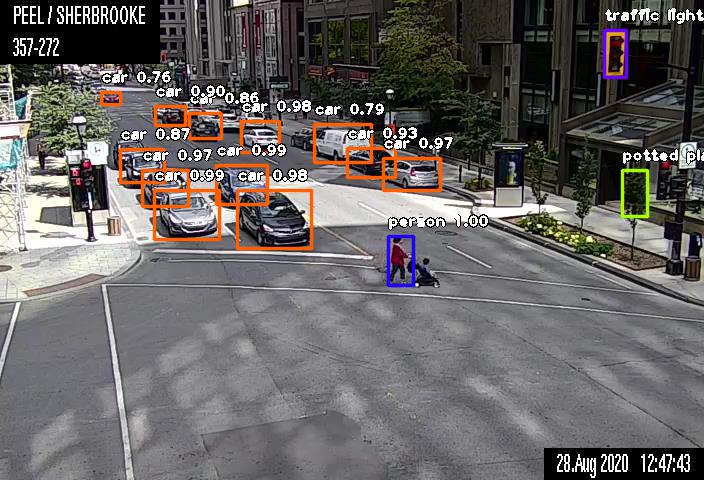 PEEL / SHERBROOKE
357-272
traffic light
car 0.76
car 0.90
car 0.86
car 0.98
car 0.79
car 0.87
car 0.93
car 0.99
car 0.97
car 0.97
car 0.99
car 0.98
potted pla
person 1.00
28.Aug 2020 12:47:43